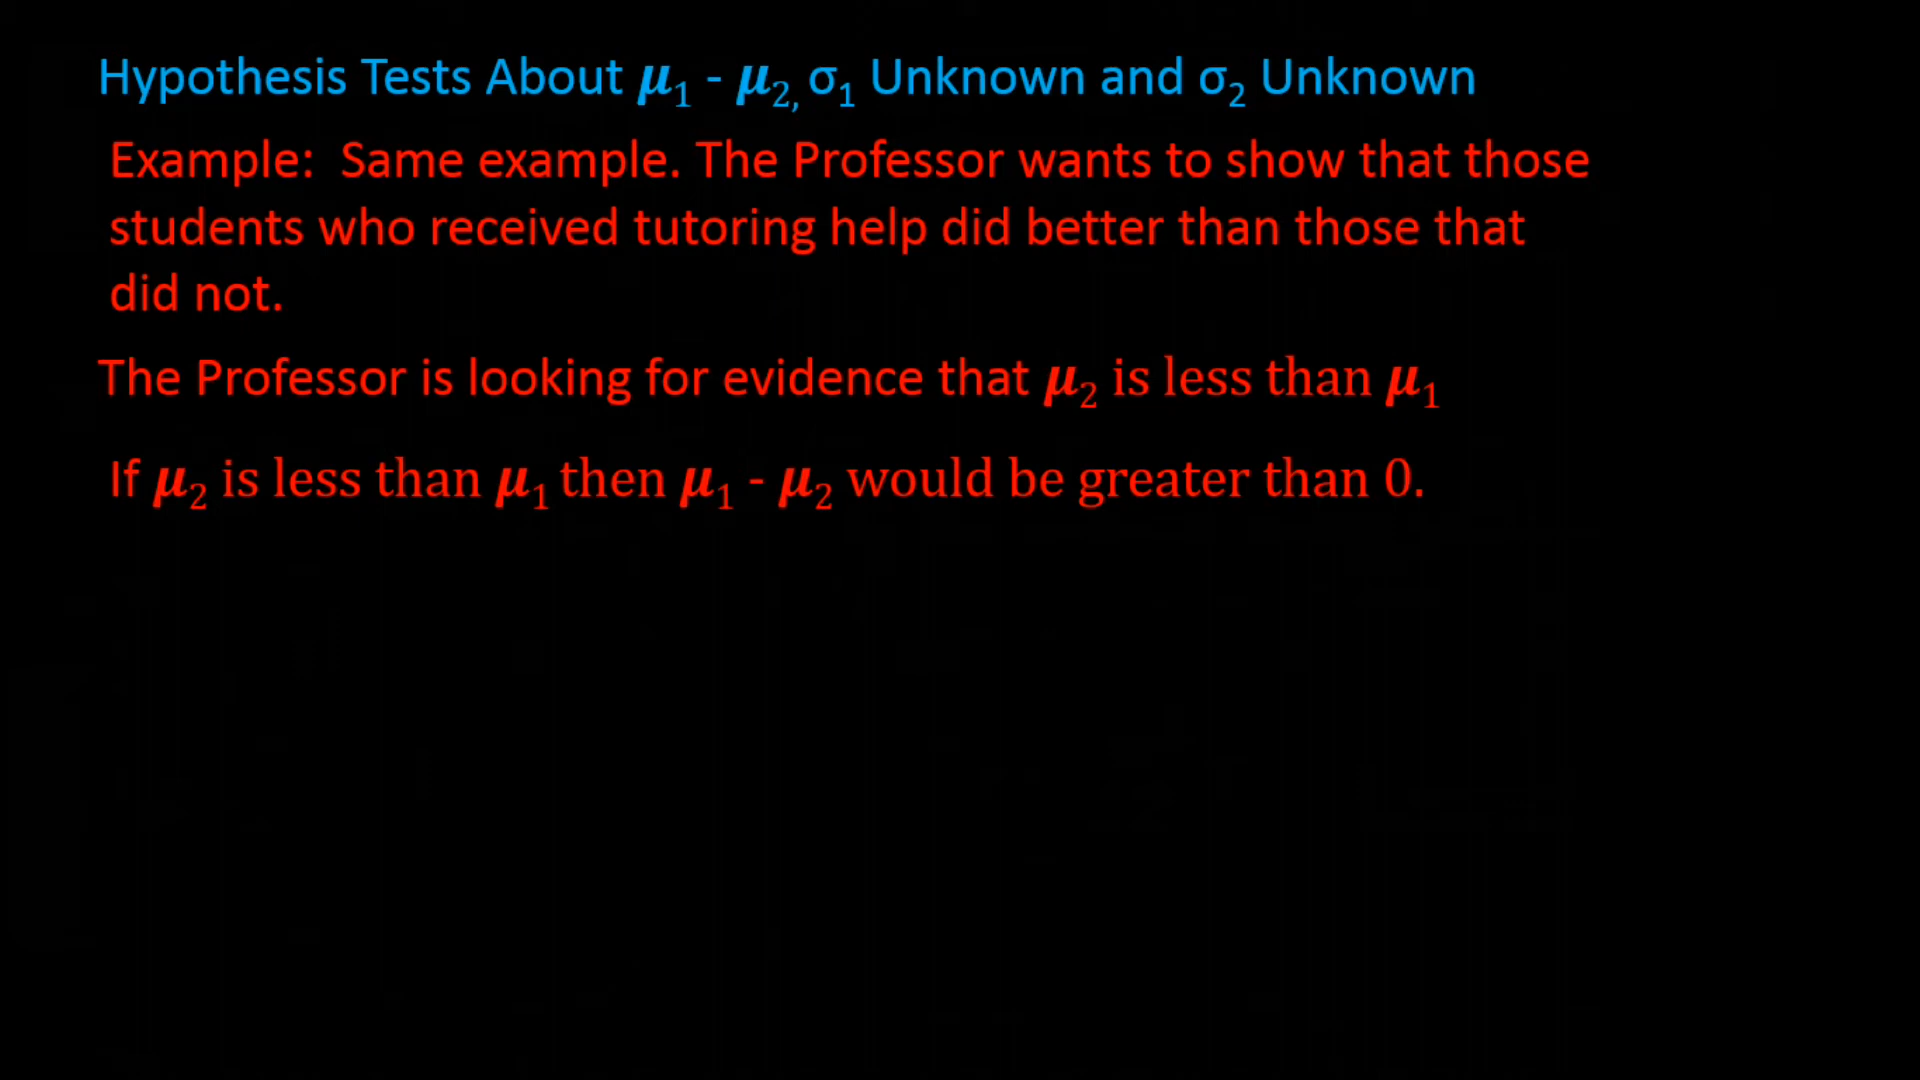 Hypothesis Tests About μ₁ - μ₂, σ₁ Unknown and σ₂ Unknown
Example: Same example. The Professor wants to show that those
students who received tutoring help did better than those that
did not.
The Professor is looking for evidence that μ₂ is less than μ₁
If μ₂ is less than μ₁ then μ₁ - μ₂ would be greater than 0.